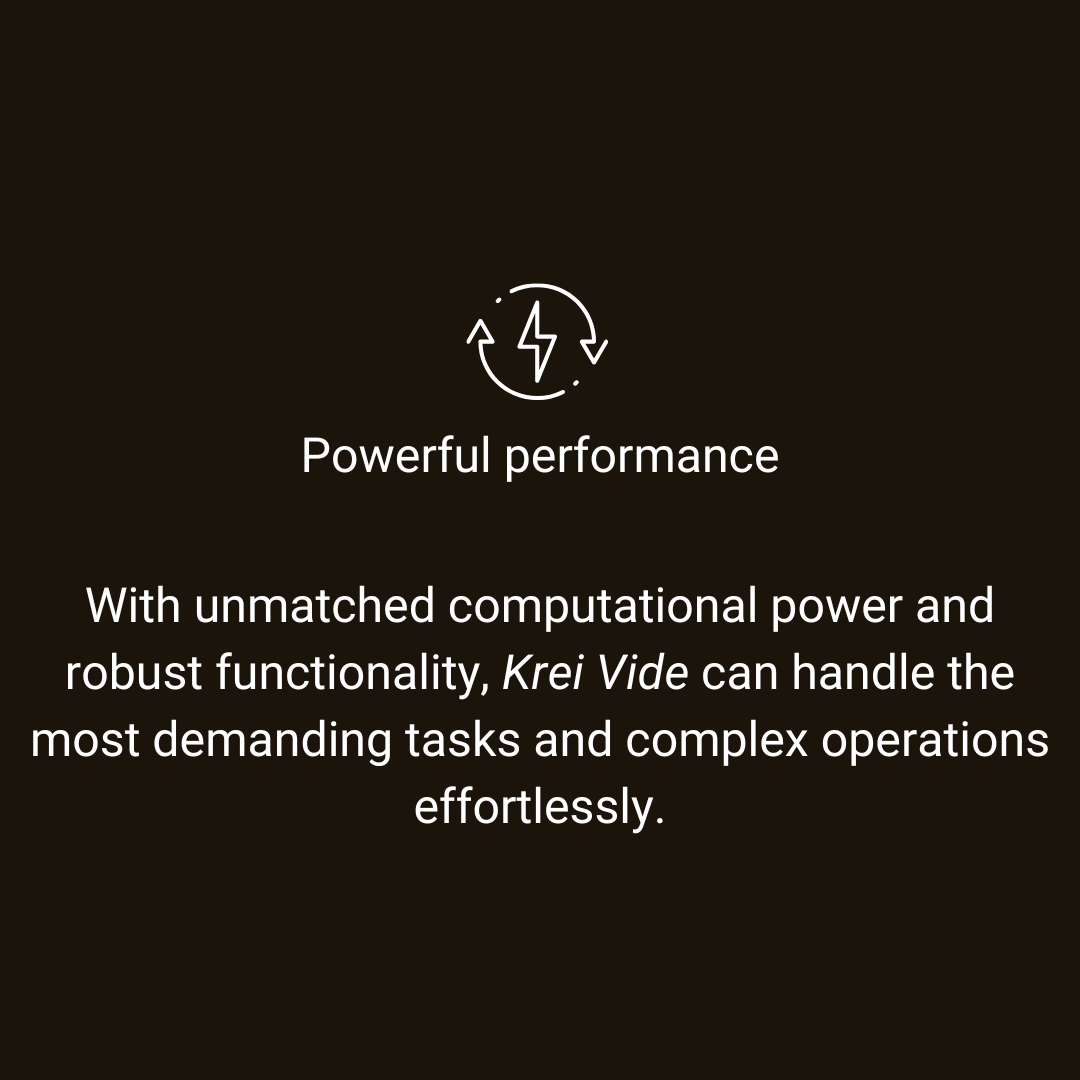 Powerful performance
With unmatched computational power and
robust functionality, Krei Vide can handle the
most demanding tasks and complex operations
effortlessly.